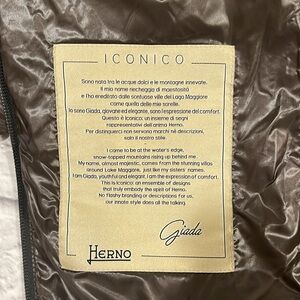 ICONICO
Sono nata tra le acque dolci e le montagne innevate.
Il mio nome riecheggia di maestosità
e l'ho ereditato dalle sontuose ville del Lago Maggiore
come quello delle mie sorelle.
Io sono Giada, giovane ed elegante, sono l'espressione del comfort.
Questo è Iconico: un insieme di segni
rappresentativi dell'anima Herno.
Per distinguerci non servono marchi nè descrizioni,
solo il nostro stile.
I come to be at the water's edge,
snow-topped mountains rising up behind me.
My name, almost majestic, comes from the stunning villas
around Lake Maggiore, just like my sisters' names.
I am Giada, youthful and elegant, I am the expression of comfort.
This is Iconico: an ensemble of designs
that truly embody the spirit of Herno.
No flashy branding or descriptions for us,
our innate style does all the talking.
Giada
HERNO